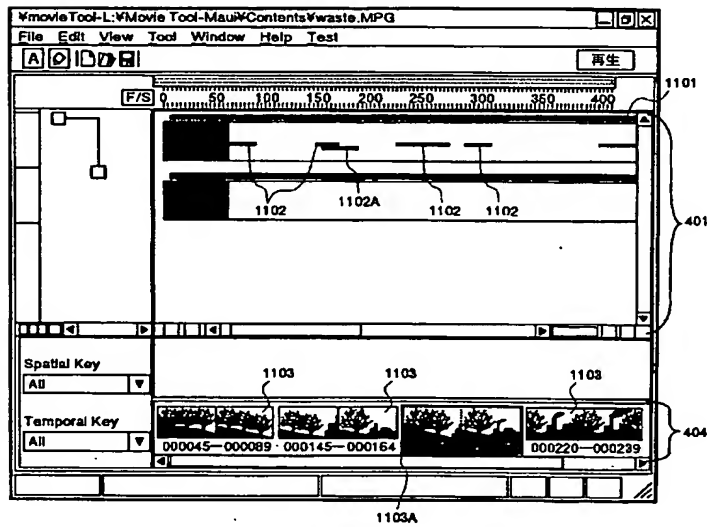 ¥movieTool-L:¥Movie Tool-Maui¥Contents¥waste.MPG
File Edit View Tool Window Help Test
A
再生
F/S 0 50 100 150 200 250 300 350 400
1101
1102 1102A 1102 1102
401
Spatial Key
All
1103 1103 1103
Temporal Key
All
404
000045—000089 000145—000164 000220—000239
1103A